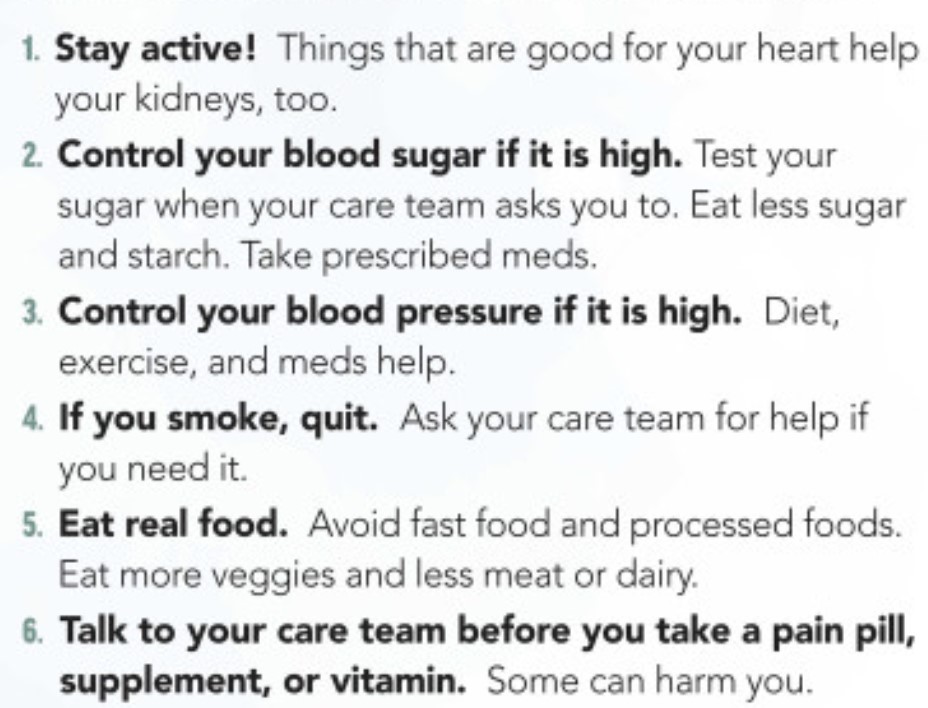 1. Stay active! Things that are good for your heart help
your kidneys, too.
2. Control your blood sugar if it is high. Test your
sugar when your care team asks you to. Eat less sugar
and starch. Take prescribed meds.
3. Control your blood pressure if it is high. Diet,
exercise, and meds help.
4. If you smoke, quit. Ask your care team for help if
you need it.
5. Eat real food. Avoid fast food and processed foods.
Eat more veggies and less meat or dairy.
6. Talk to your care team before you take a pain pill,
supplement, or vitamin. Some can harm you.